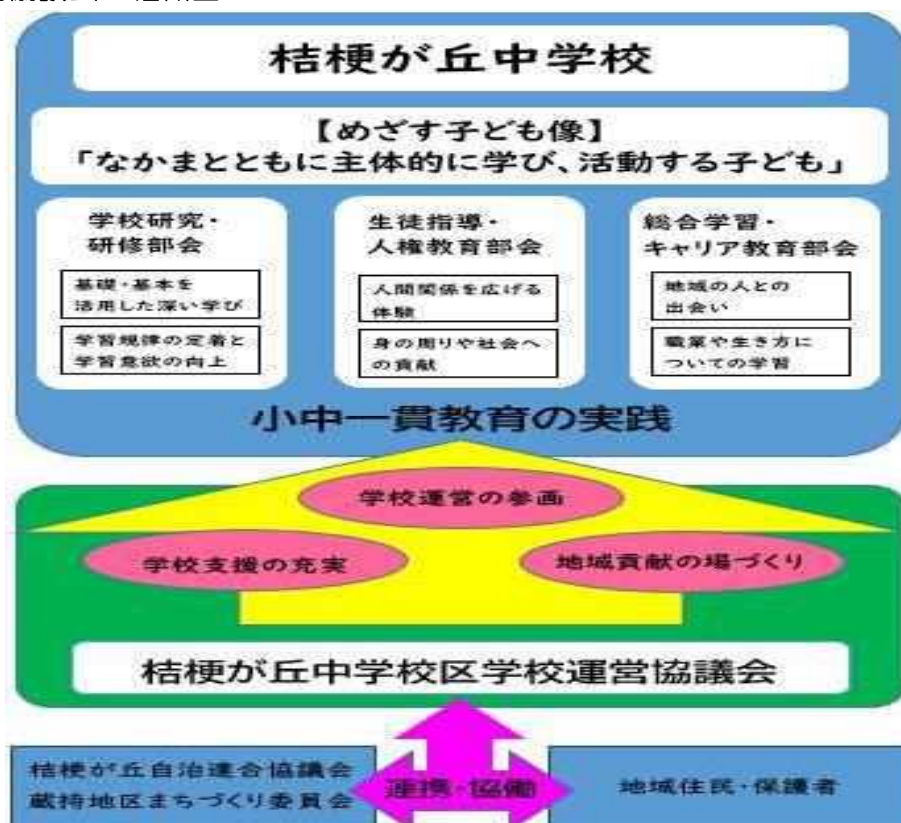 桔梗が丘中学校
【めざす子ども像】
「なかまとともに主体的に学び、活動する子ども」
学校研究・
研修部会
基礎・基本を
活用した深い学び
学習規律の定着と
学習意欲の向上
生徒指導・
人権教育部会
人間関係を広げる
体験
身の周りや社会へ
の貢献
総合学習・
キャリア教育部会
地域の人との
出会い
職業や生き方に
ついての学習
小中一貫教育の実践
学校運営の参画
学校支援の充実
地域貢献の場づくり
桔梗が丘中学校区学校運営協議会
桔梗が丘自治連合協議会
蔵持地区まちづくり委員会
連携・協働
地域住民・保護者